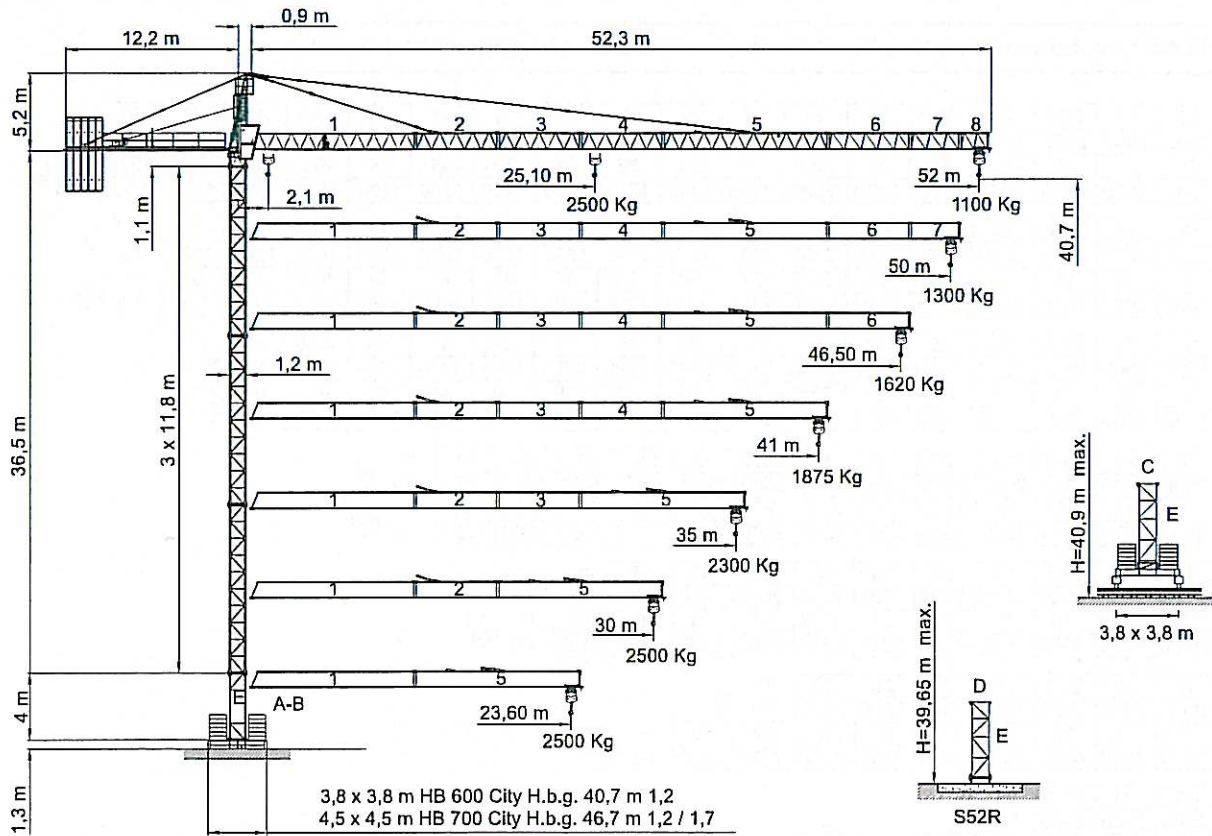 0,9 m
12,2 m
52,3 m
5,2 m
1 2 3 4 5 6 7 8
25,10 m
2500 Kg
52 m
1100 Kg
2,1 m
1,1 m
40,7 m
1 2 3 4 5 6 7
50 m
1300 Kg
1 2 3 4 5 6
46,50 m
1620 Kg
1,2 m
3 x 11,8 m
36,5 m
1 2 3 4 5
41 m
1875 Kg
1 2 3 5
35 m
2300 Kg
1 2 5
30 m
2500 Kg
1 5
E
A-B
23,60 m
2500 Kg
4 m
1,3 m
3,8 x 3,8 m HB 600 City H.b.g. 40,7 m 1,2
4,5 x 4,5 m HB 700 City H.b.g. 46,7 m 1,2 / 1,7
C
E
H=40,9 m max.
3,8 x 3,8 m
D
E
H=39,65 m max.
S52R